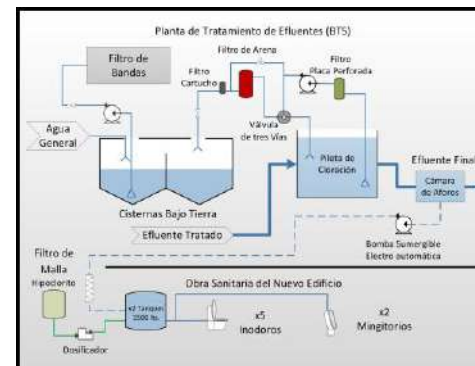 Planta de Tratamiento de Efluentes (BTS)
Filtro de
Bandas
Filtro de Arena
Filtro
Cartucho
Filtro
Placa Perforada
Agua
General
Válvula
de tres Vías
Pileta de
Cloración
Efluente Final
Cámara
de Aforos
Cisternas Bajo Tierra
Efluente Tratado
Bomba Sumergible
Electro automática
Filtro de
Malla
Hipoclorito
Obra Sanitaria del Nuevo Edificio
x2 Tanques
2500 lts.
x5
Inodoros
x2
Mingitorios
Dosificador